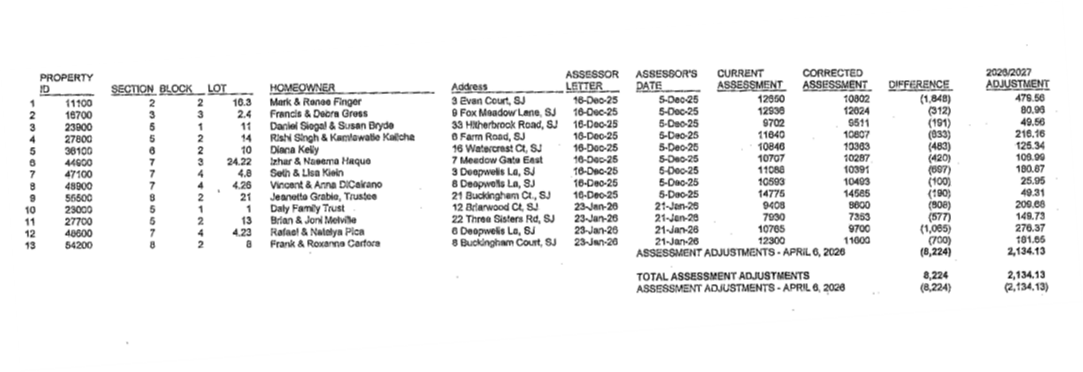 PROPERTY ASSESSOR ASSESSOR'S CURRENT CORRECTED 2026/2027
ID SECTION BLOCK LOT HOMEOWNER Address LETTER DATE ASSESSMENT ASSESSMENT DIFFERENCE ADJUSTMENT
1 11100 2 2 10.3 Mark & Renee Finger 3 Evan Court, SJ 16-Dec-25 5-Dec-25 12650 10802 (1,848) 479.56
2 16700 3 3 2.4 Francis & Debra Gress 9 Fox Meadow Lane, SJ 16-Dec-25 5-Dec-25 12936 12624 (312) 80.96
3 23900 5 1 11 Daniel Siegal & Susan Bryde 33 Hitherbrook Road, SJ 16-Dec-25 5-Dec-25 9702 9511 (191) 49.56
4 27800 5 2 14 Rishi Singh & Kamlawatie 6 Farm Road, SJ 16-Dec-25 5-Dec-25 11640 10807 (833) 216.16
5 36100 6 2 10 Diana Kelly 16 Watercrest Ct, SJ 16-Dec-25 5-Dec-25 10846 10363 (483) 125.34
6 44900 7 3 24.22 Izhar & Naeema Haque 7 Meadow Gate East 16-Dec-25 5-Dec-25 10707 10287 (420) 108.99
7 47100 7 4 4.8 Seth & Lisa Klein 3 Deepwells La, SJ 16-Dec-25 5-Dec-25 11088 10391 (697) 180.87
8 48900 7 4 4.26 Vincent & Anna DiCairano 8 Deepwells La, SJ 16-Dec-25 5-Dec-25 10593 10493 (100) 25.95
9 55500 8 2 21 Jeanette Grabie, Trustee 21 Buckingham Ct., SJ 16-Dec-25 5-Dec-25 14775 14585 (190) 49.31
10 23000 5 1 1 Daly Family Trust 12 Briarwood Ct, SJ 23-Jan-26 21-Jan-26 9408 8600 (808) 209.68
11 27700 5 2 13 Brian & Joni Melville 22 Three Sisters Rd, SJ 23-Jan-26 21-Jan-26 7930 7353 (577) 149.73
12 48600 7 4 4.23 Rafael & Natalya Pica 6 Deepwells La, SJ 23-Jan-26 21-Jan-26 10765 9700 (1,065) 276.37
13 54200 8 2 8 Frank & Roxanne Carfora 8 Buckingham Court, SJ 23-Jan-26 21-Jan-26 12300 11600 (700) 181.65
ASSESSMENT ADJUSTMENTS - APRIL 6, 2026 (8,224) 2,134.13
TOTAL ASSESSMENT ADJUSTMENTS 8,224 2,134.13
ASSESSMENT ADJUSTMENTS - APRIL 6, 2026 (8,224) (2,134.13)